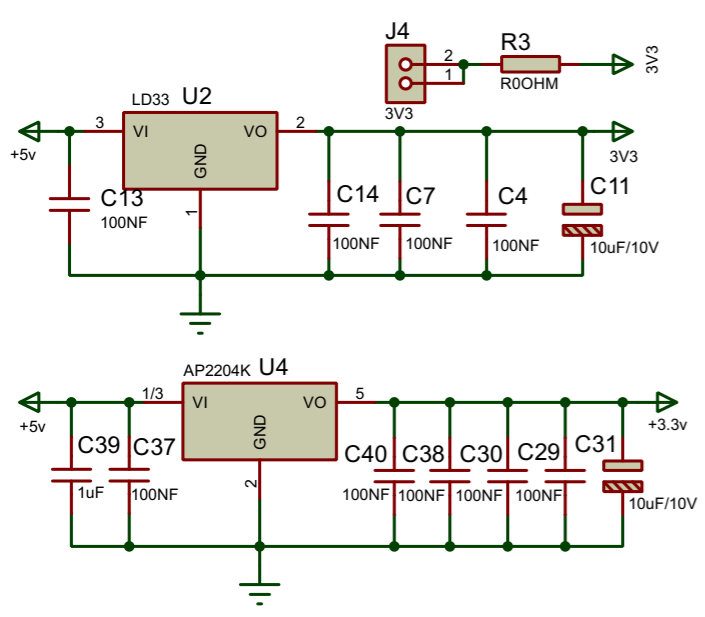 J4
2
1
3V3
R3
R0OHM
3V3
LD33 U2
+5v
3
VI
VO
GND
2
1
3V3
C13
100NF
C14
100NF
C7
100NF
C4
100NF
C11
10uF/10V
AP2204K U4
+5v
1/3
VI
VO
GND
5
2
+3.3v
C39
1uF
C37
100NF
C40
100NF
C38
100NF
C30
100NF
C29
100NF
C31
10uF/10V